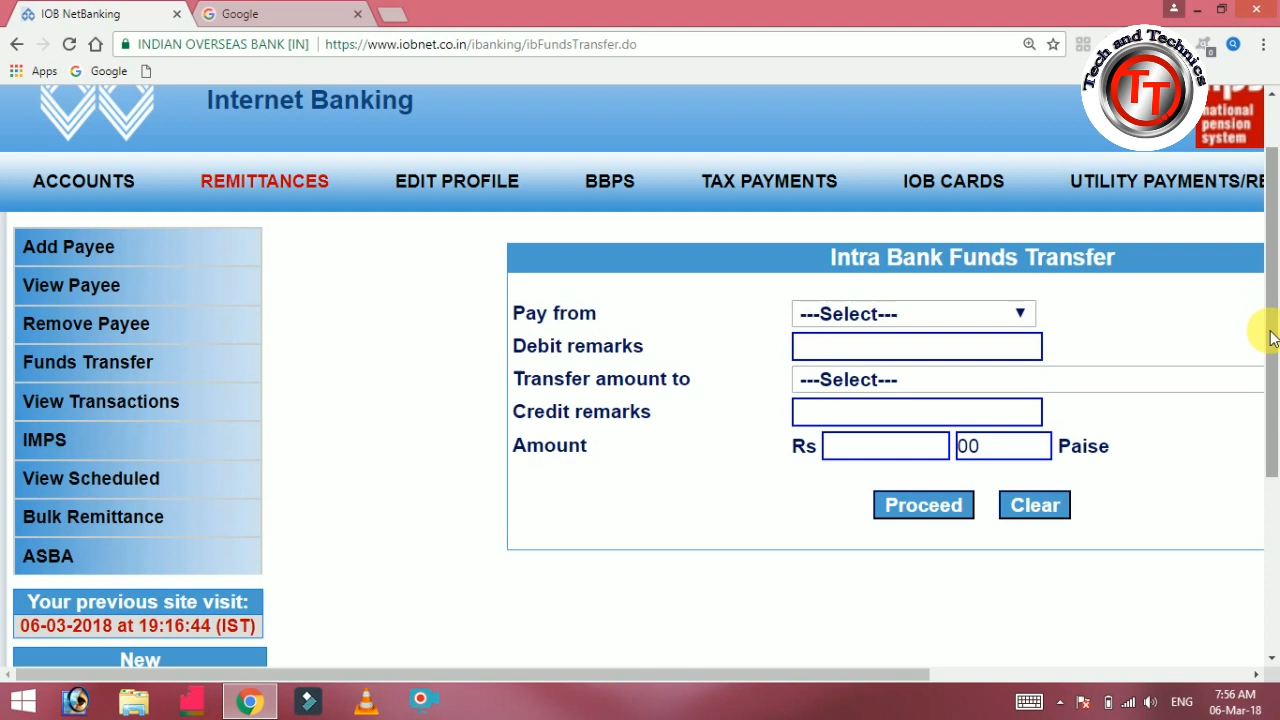 IOB NetBanking
Google
INDIAN OVERSEAS BANK [IN]
https://www.iobnet.co.in/ibanking/ibFundsTransfer.do
Apps
Google
Tech and Technics
TT
Internet Banking
national
pension
system
ACCOUNTS
REMITTANCES
EDIT PROFILE
BBPS
TAX PAYMENTS
IOB CARDS
UTILITY PAYMENTS/RE
Add Payee
View Payee
Remove Payee
Funds Transfer
View Transactions
IMPS
View Scheduled
Bulk Remittance
ASBA
Your previous site visit:
06-03-2018 at 19:16:44 (IST)
New
Intra Bank Funds Transfer
Pay from
---Select---
Debit remarks
Transfer amount to
---Select---
Credit remarks
Amount
Rs
00
Paise
Proceed
Clear
ENG
7:56 AM
06-Mar-18